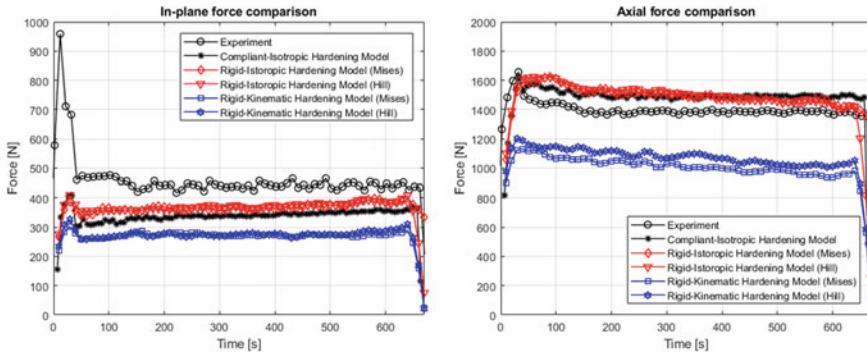 In-plane force comparison
1000
900
800
700
600
500
400
300
200
100
0
Force [N]
Experiment
Compliant-Isotropic Hardening Model
Rigid-Istoropic Hardening Model (Mises)
Rigid-Istoropic Hardening Model (Hill)
Rigid-Kinematic Hardening Model (Mises)
Rigid-Kinematic Hardening Model (Hill)
0 100 200 300 400 500 600
Time [s]
Axial force comparison
2000
1800
1600
1400
1200
1000
800
600
400
200
0
Force [N]
Experiment
Compliant-Isotropic Hardening Model
Rigid-Istoropic Hardening Model (Mises)
Rigid-Istoropic Hardening Model (Hill)
Rigid-Kinematic Hardening Model (Mises)
Rigid-Kinematic Hardening Model (Hill)
0 100 200 300 400 500 600
Time [s]